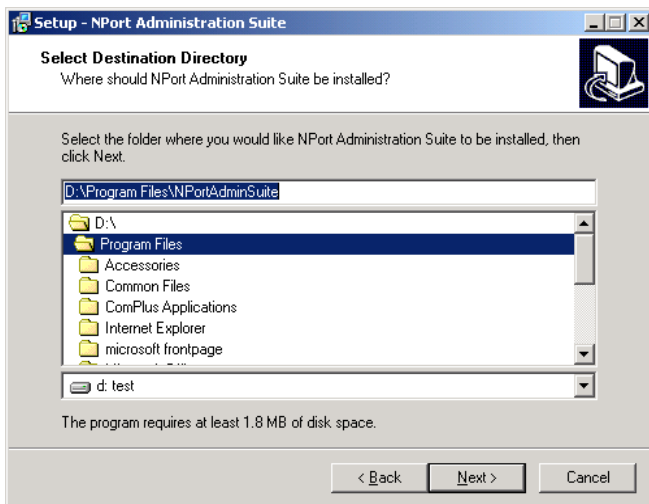 Setup - NPort Administration Suite
Select Destination Directory
Where should NPort Administration Suite be installed?
Select the folder where you would like NPort Administration Suite to be installed, then
click Next.
D:\Program Files\NPortAdminSuite
D:\
Program Files
Accessories
Common Files
ComPlus Applications
Internet Explorer
microsoft frontpage
d: test
The program requires at least 1.8 MB of disk space.
< Back Next > Cancel